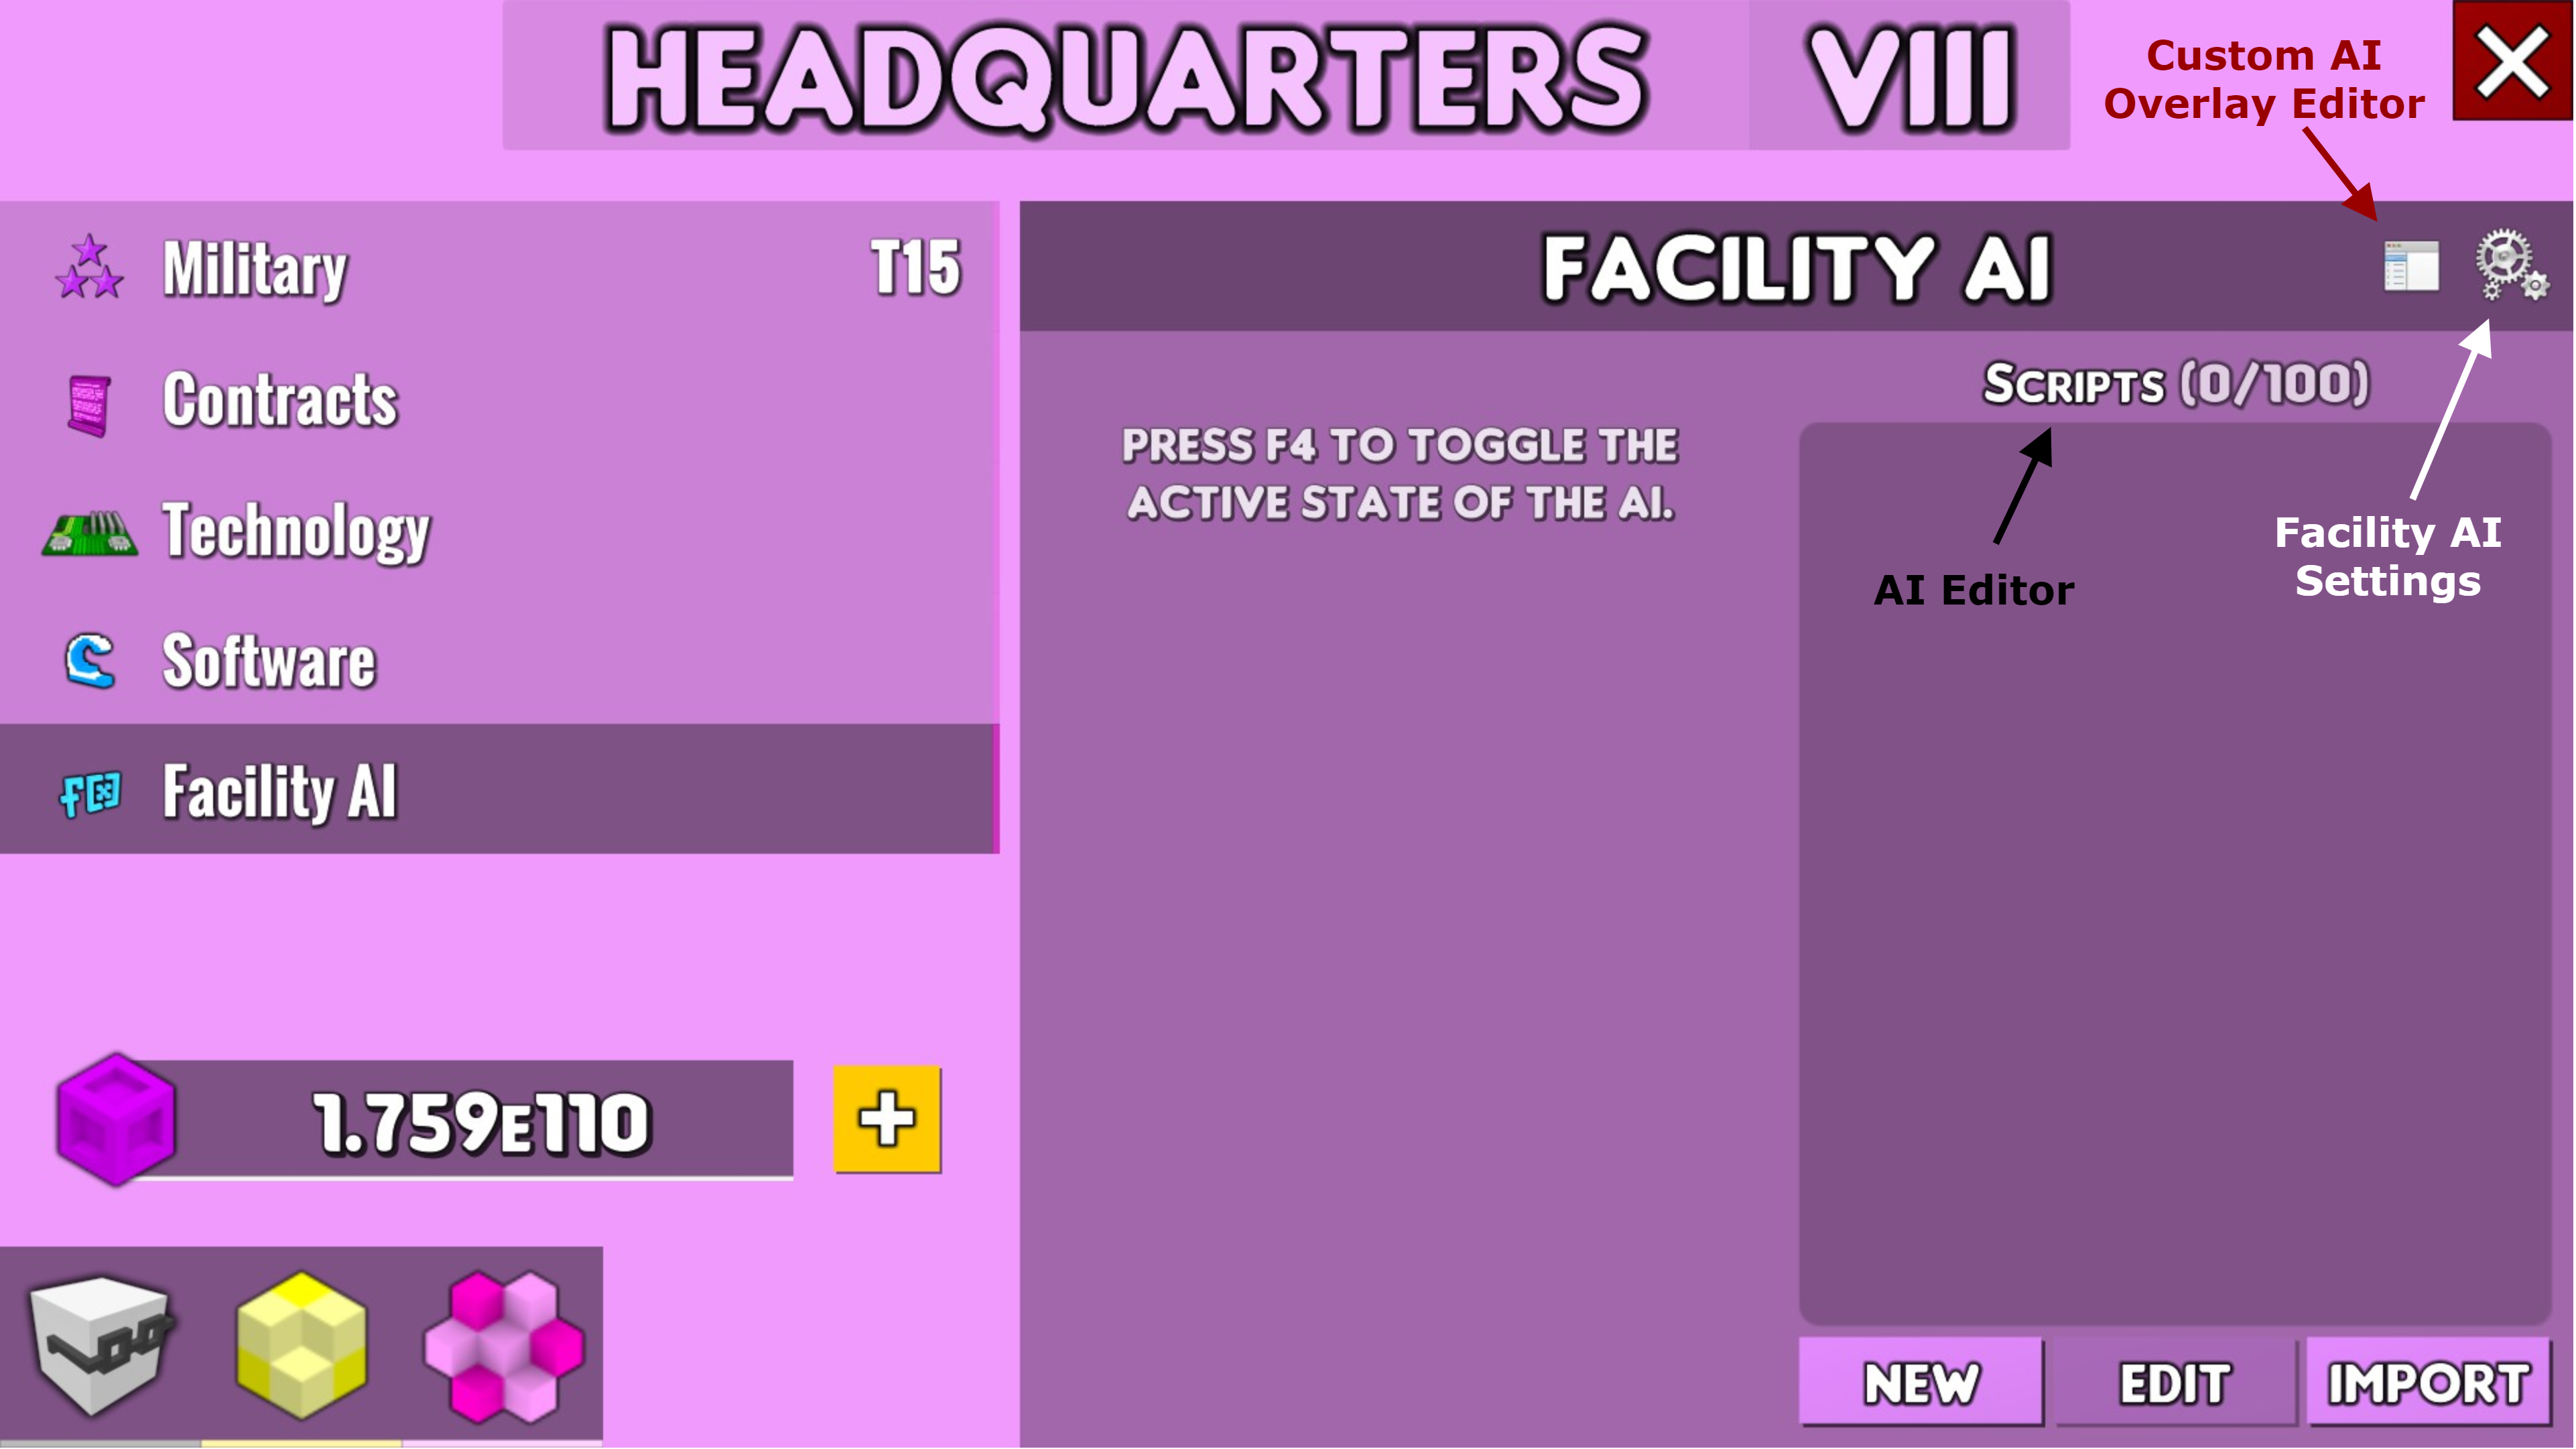 HEADQUARTERS VIII
Custom AI
Overlay Editor
Military T15
Contracts
Technology
Software
Facility AI
1.759E110
FACILITY AI
SCRIPTS (0/100)
PRESS F4 TO TOGGLE THE
ACTIVE STATE OF THE AI.
AI Editor
Facility AI
Settings
NEW EDIT IMPORT